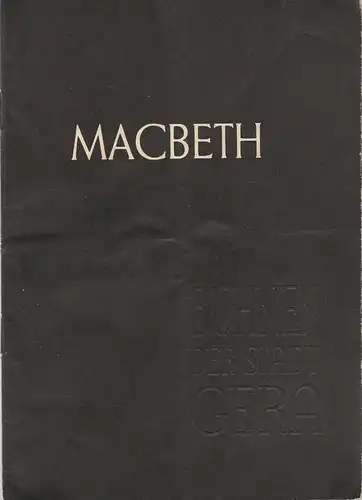 MACBETH
BÜHNEN
DER STADT
GERA